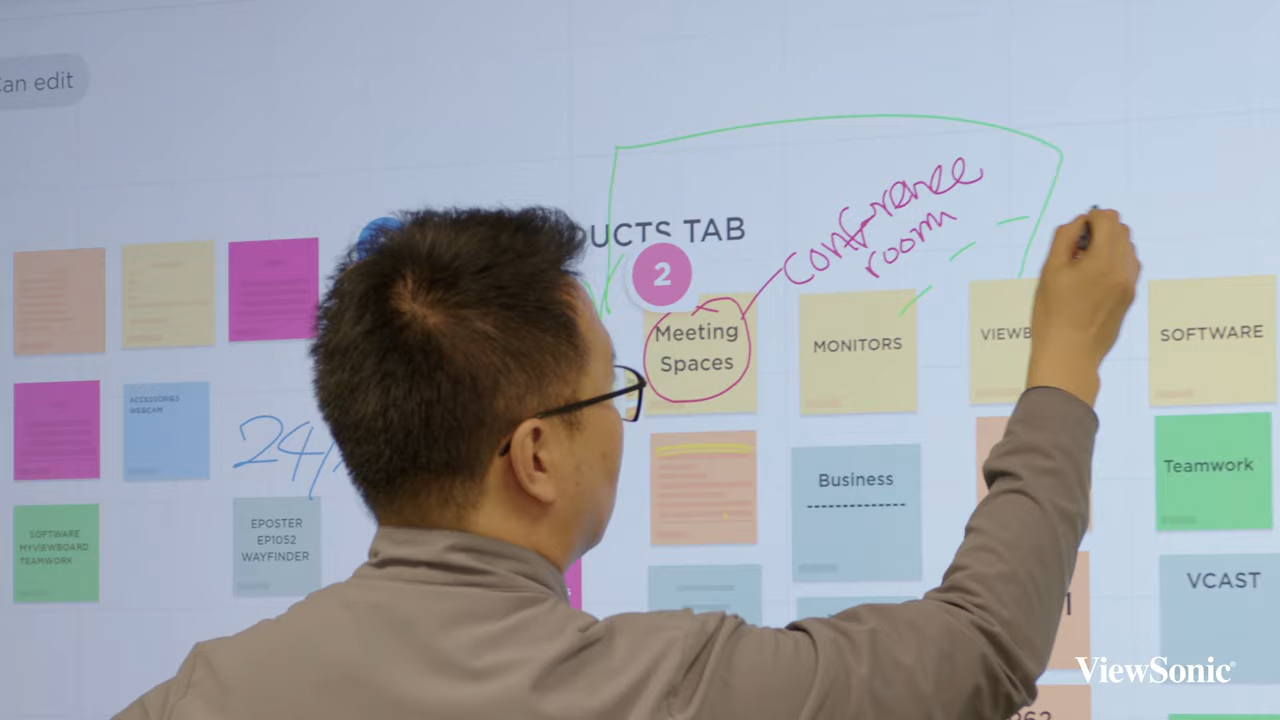 Can edit
UCTS TAB
2
conference
room
Meeting
Spaces
MONITORS
VIEWB
SOFTWARE
ACCESSORIES
WEBCAM
24/
Business
Teamwork
EPOSTER
EP1052
WAYFINDER
SOFTWARE
MYVIEWBOARD
TEAMWORK
VCAST
ViewSonic